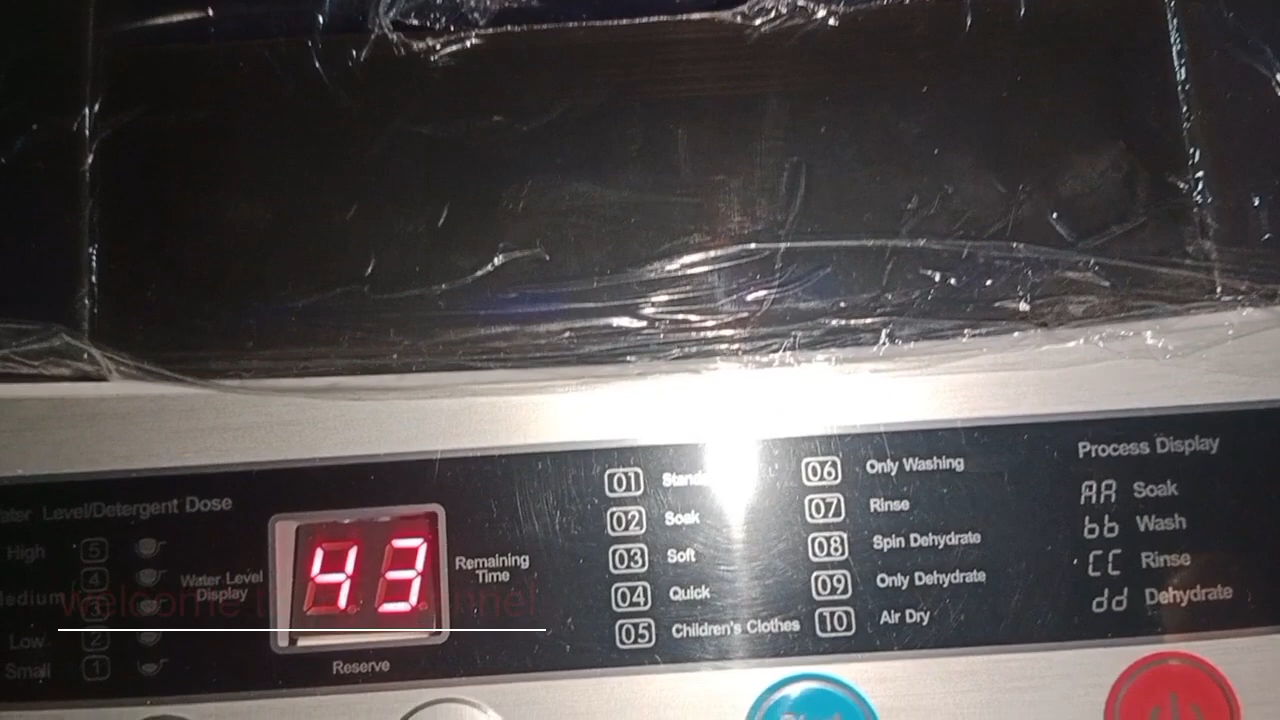 Water Level/Detergent Dose
High 5
4
Medium 3
Low 2
Small 1
Water Level
Display
43
Remaining
Time
Reserve
welcome
01
02 Soak
03 Soft
04 Quick
05 Children's Clothes
06 Only Washing
07 Rinse
08 Spin Dehydrate
09 Only Dehydrate
10 Air Dry
Process Display
AA Soak
bb Wash
CC Rinse
dd Dehydrate